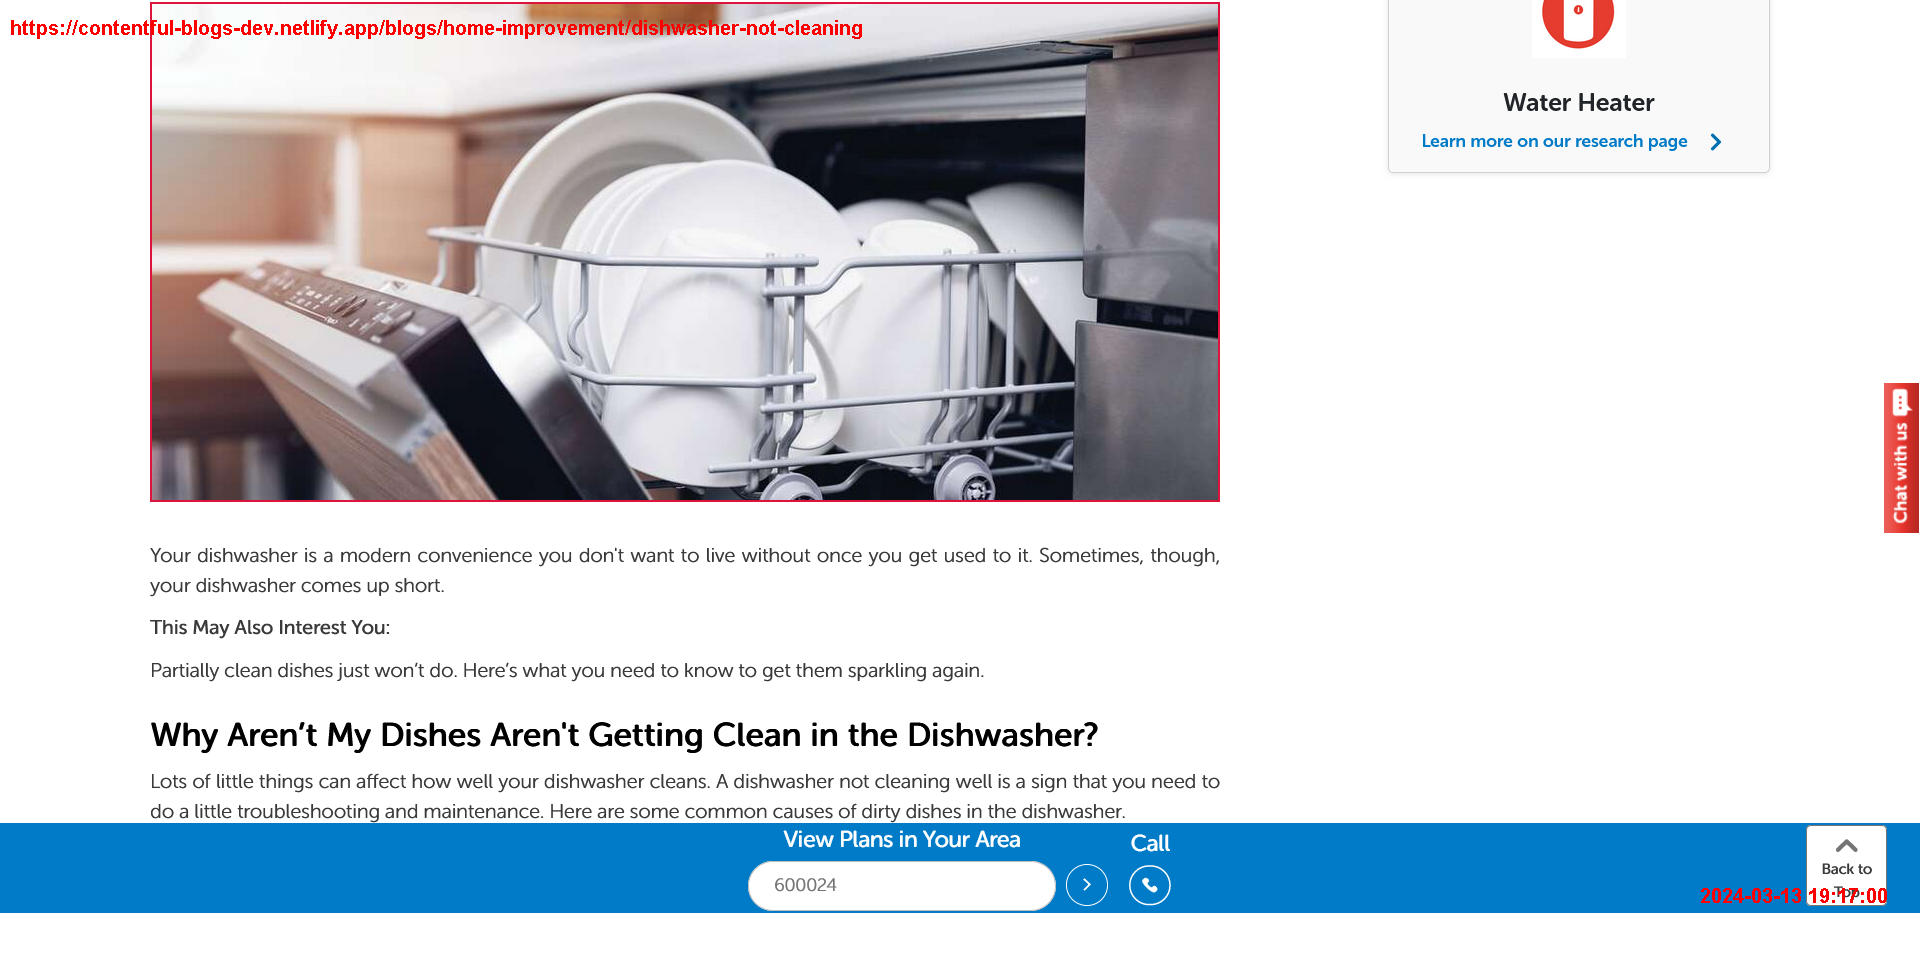 https://contentful-blogs-dev.netlify.app/blogs/home-improvement/dishwasher-not-cleaning
Water Heater
Learn more on our research page
Chat with us
Your dishwasher is a modern convenience you don't want to live without once you get used to it. Sometimes, though,
your dishwasher comes up short.
This May Also Interest You:
Partially clean dishes just won’t do. Here’s what you need to know to get them sparkling again.
Why Aren’t My Dishes Aren't Getting Clean in the Dishwasher?
Lots of little things can affect how well your dishwasher cleans. A dishwasher not cleaning well is a sign that you need to
do a little troubleshooting and maintenance. Here are some common causes of dirty dishes in the dishwasher.
View Plans in Your Area
Call
600024
Back to
Top
2024-03-13 19:17:00